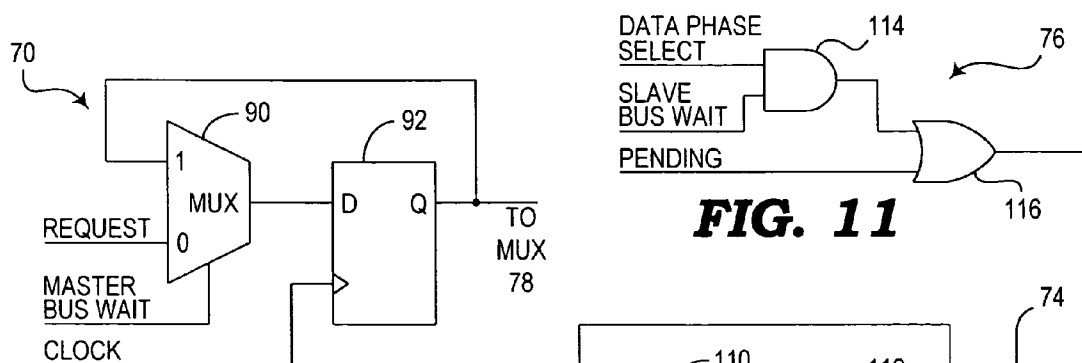 DATA PHASE
SELECT
114
76
70
SLAVE
BUS WAIT
90
92
PENDING
1
MUX
D
Q
116
FIG. 11
REQUEST
0
TO
MUX
78
MASTER
BUS WAIT
74
CLOCK
110